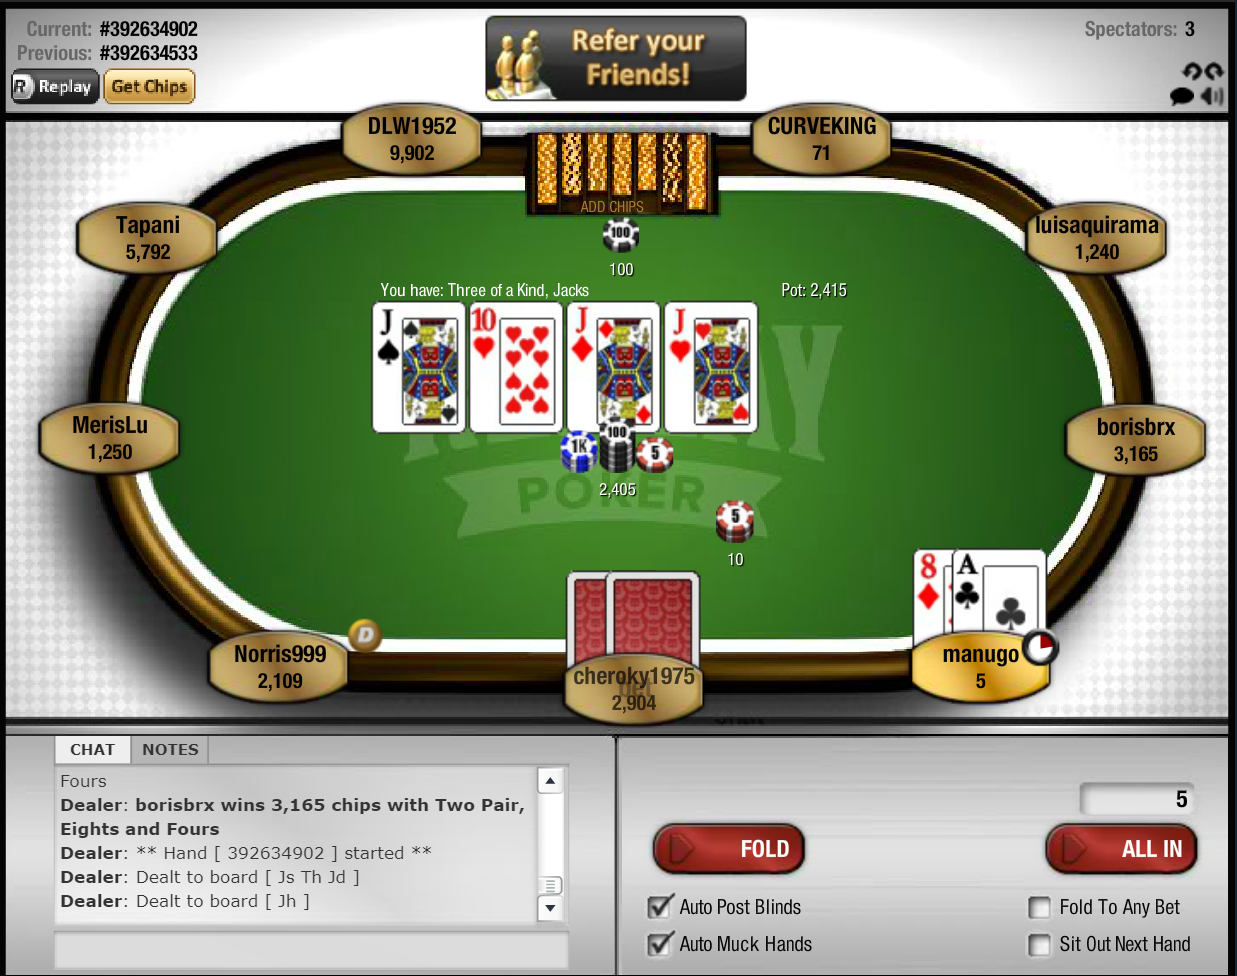 Current: #392634902
Previous: #392634533
R Replay
Get Chips
Refer your
Friends!
Spectators: 3
DLW1952
9,902
CURVEKING
71
ADD CHIPS
Tapani
5,792
luisaquirama
1,240
100
100
You have: Three of a Kind, Jacks
Pot: 2,415
J
10
J
J
1K
100
5
2,405
POKER
5
10
MerisLu
1,250
borisbrx
3,165
8
A
D
Norris999
2,109
cheroky1975
2,904
manugo
5
CHAT
NOTES
Fours
Dealer: borisbrx wins 3,165 chips with Two Pair,
Eights and Fours
Dealer: ** Hand [ 392634902 ] started **
Dealer: Dealt to board [ Js Th Jd ]
Dealer: Dealt to board [ Jh ]
5
FOLD
ALL IN
Auto Post Blinds
Fold To Any Bet
Auto Muck Hands
Sit Out Next Hand